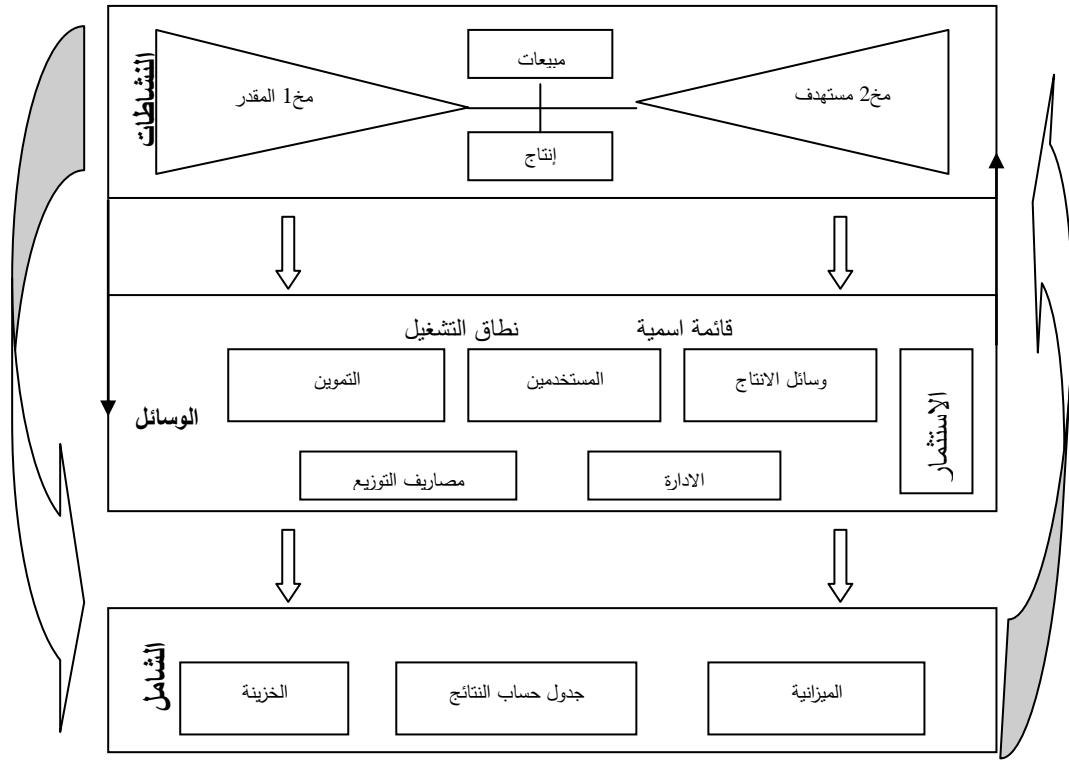 النشاطات
مبيعات
مخ2 مستهدف
مخ1 المقدر
إنتاج
قائمة اسمية
نطاق التشغيل
الاستثمار
وسائل الانتاج
المستخدمين
التموين
الوسائل
الادارة
مصاريف التوزيع
الشامل
الميزانية
جدول حساب النتائج
الخزينة